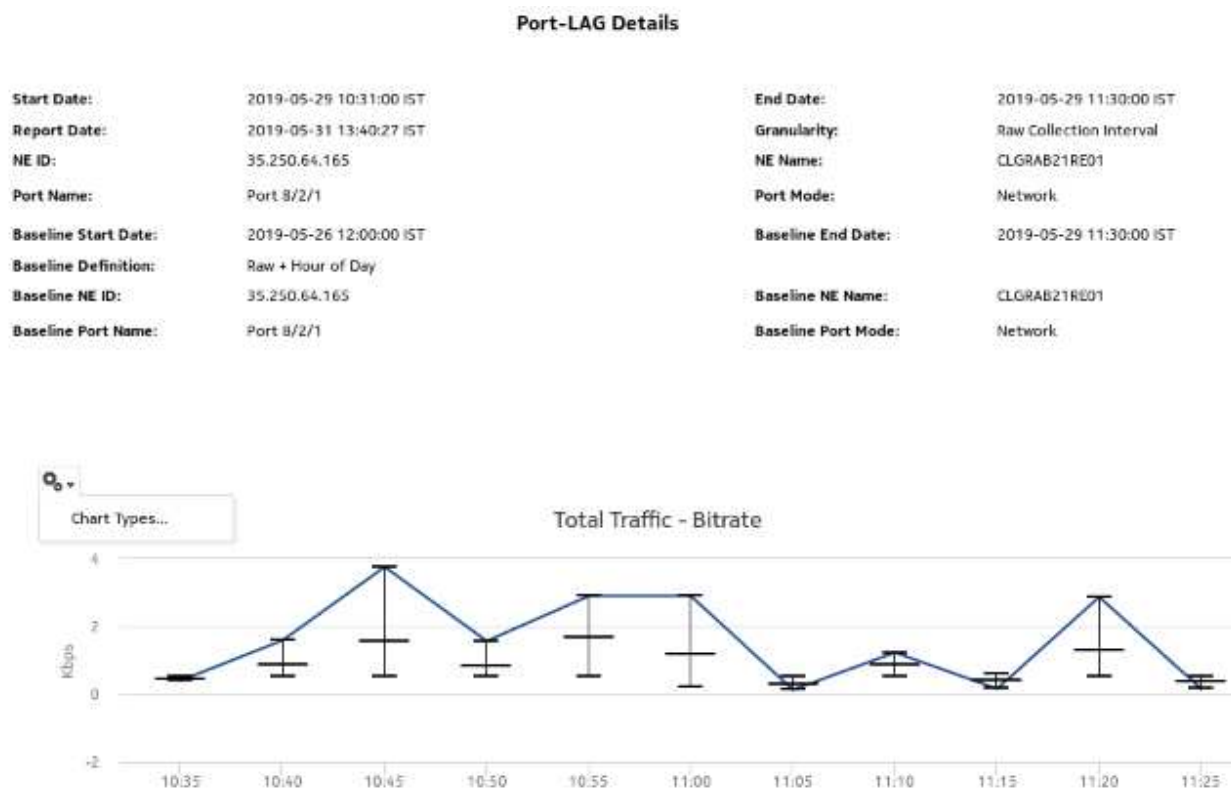 Port-LAG Details
Start Date: 2019-05-29 10:31:00 IST End Date: 2019-05-29 11:30:00 IST
Report Date: 2019-05-31 13:40:27 IST Granularity: Raw Collection Interval
NE ID: 35.250.64.165 NE Name: CLGRAB21RE01
Port Name: Port 8/2/1 Port Mode: Network
Baseline Start Date: 2019-05-26 12:00:00 IST Baseline End Date: 2019-05-29 11:30:00 IST
Baseline Definition: Raw + Hour of Day
Baseline NE ID: 35.250.64.165 Baseline NE Name: CLGRAB21RE01
Baseline Port Name: Port 8/2/1 Baseline Port Mode: Network
Chart Types...
Total Traffic - Bitrate
Kbps
4
2
0
-2
10:35 10:40 10:45 10:50 10:55 11:00 11:05 11:10 11:15 11:20 11:25